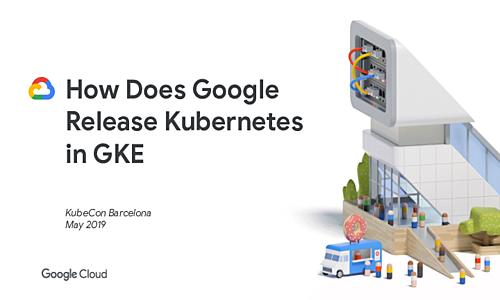 How Does Google
Release Kubernetes
in GKE
KubeCon Barcelona
May 2019
Google Cloud